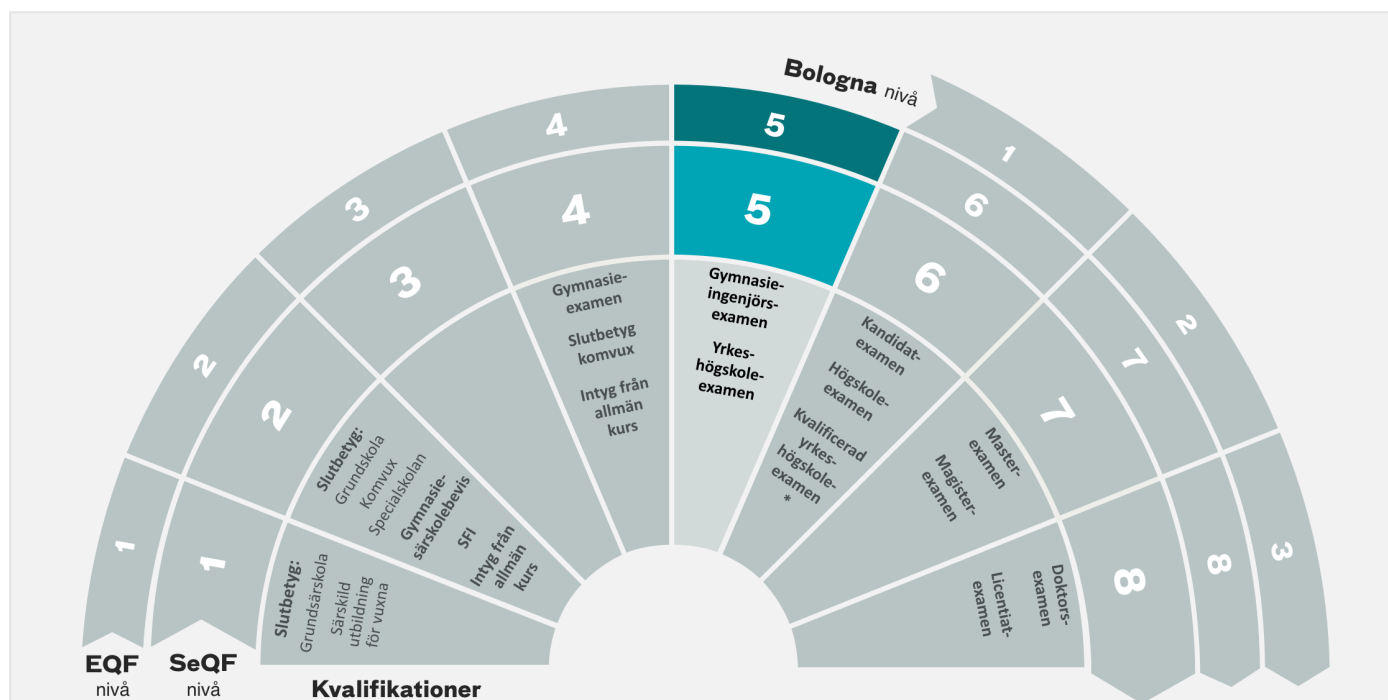 Bologna nivå
1
2
3
1
2
3
4
5
6
7
8
1
2
3
4
5
6
7
8
Slutbetyg:
Grundsärskola
Särskild
utbildning
för vuxna
Slutbetyg:
Grundskola
Komvux
Specialskolan
Gymnasie-
särskolebevis
SFI
Intyg från
allmän
kurs
Gymnasie-
examen
Slutbetyg
komvux
Intyg från
allmän
kurs
Gymnasie-
ingenjörs-
examen
Yrkes-
högskole-
examen
Kandidat-
examen
Högskole-
examen
Kvalificerad
yrkes-
högskole-
examen
*
Master-
examen
Magister-
examen
Doktors-
examen
Licentiat-
examen
EQF
nivå
SeQF
nivå
Kvalifikationer